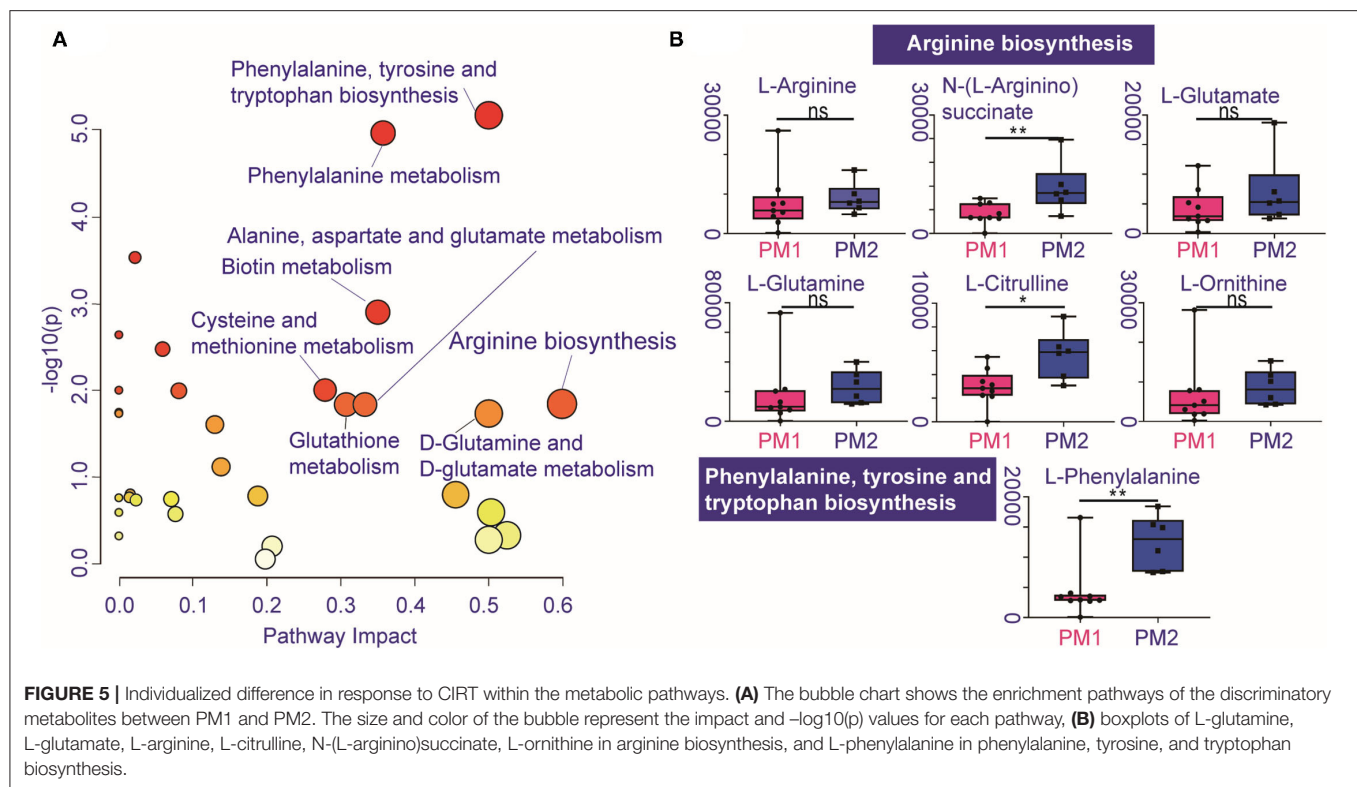 A
Phenylalanine, tyrosine and
tryptophan biosynthesis
Phenylalanine metabolism
Alanine, aspartate and glutamate metabolism
Biotin metabolism
Cysteine and
methionine metabolism
Arginine biosynthesis
Glutathione
metabolism
D-Glutamine and
D-glutamate metabolism
-log10(p)
5.0
4.0
3.0
2.0
1.0
0.0
0.0 0.1 0.2 0.3 0.4 0.5 0.6
Pathway Impact
B
Arginine biosynthesis
L-Arginine
ns
300000
0
PM1 PM2
N-(L-Arginino)
succinate
**
300000
0
PM1 PM2
L-Glutamate
ns
20000
0
PM1 PM2
L-Glutamine
ns
80000
0
PM1 PM2
L-Citrulline
*
10000
0
PM1 PM2
L-Ornithine
ns
30000
0
PM1 PM2
Phenylalanine, tyrosine and
tryptophan biosynthesis
L-Phenylalanine
**
20000
0
PM1 PM2
FIGURE 5 | Individualized difference in response to CIRT within the metabolic pathways. (A) The bubble chart shows the enrichment pathways of the discriminatory
metabolites between PM1 and PM2. The size and color of the bubble represent the impact and –log10(p) values for each pathway, (B) boxplots of L-glutamine,
L-glutamate, L-arginine, L-citrulline, N-(L-arginino)succinate, L-ornithine in arginine biosynthesis, and L-phenylalanine in phenylalanine, tyrosine, and tryptophan
biosynthesis.